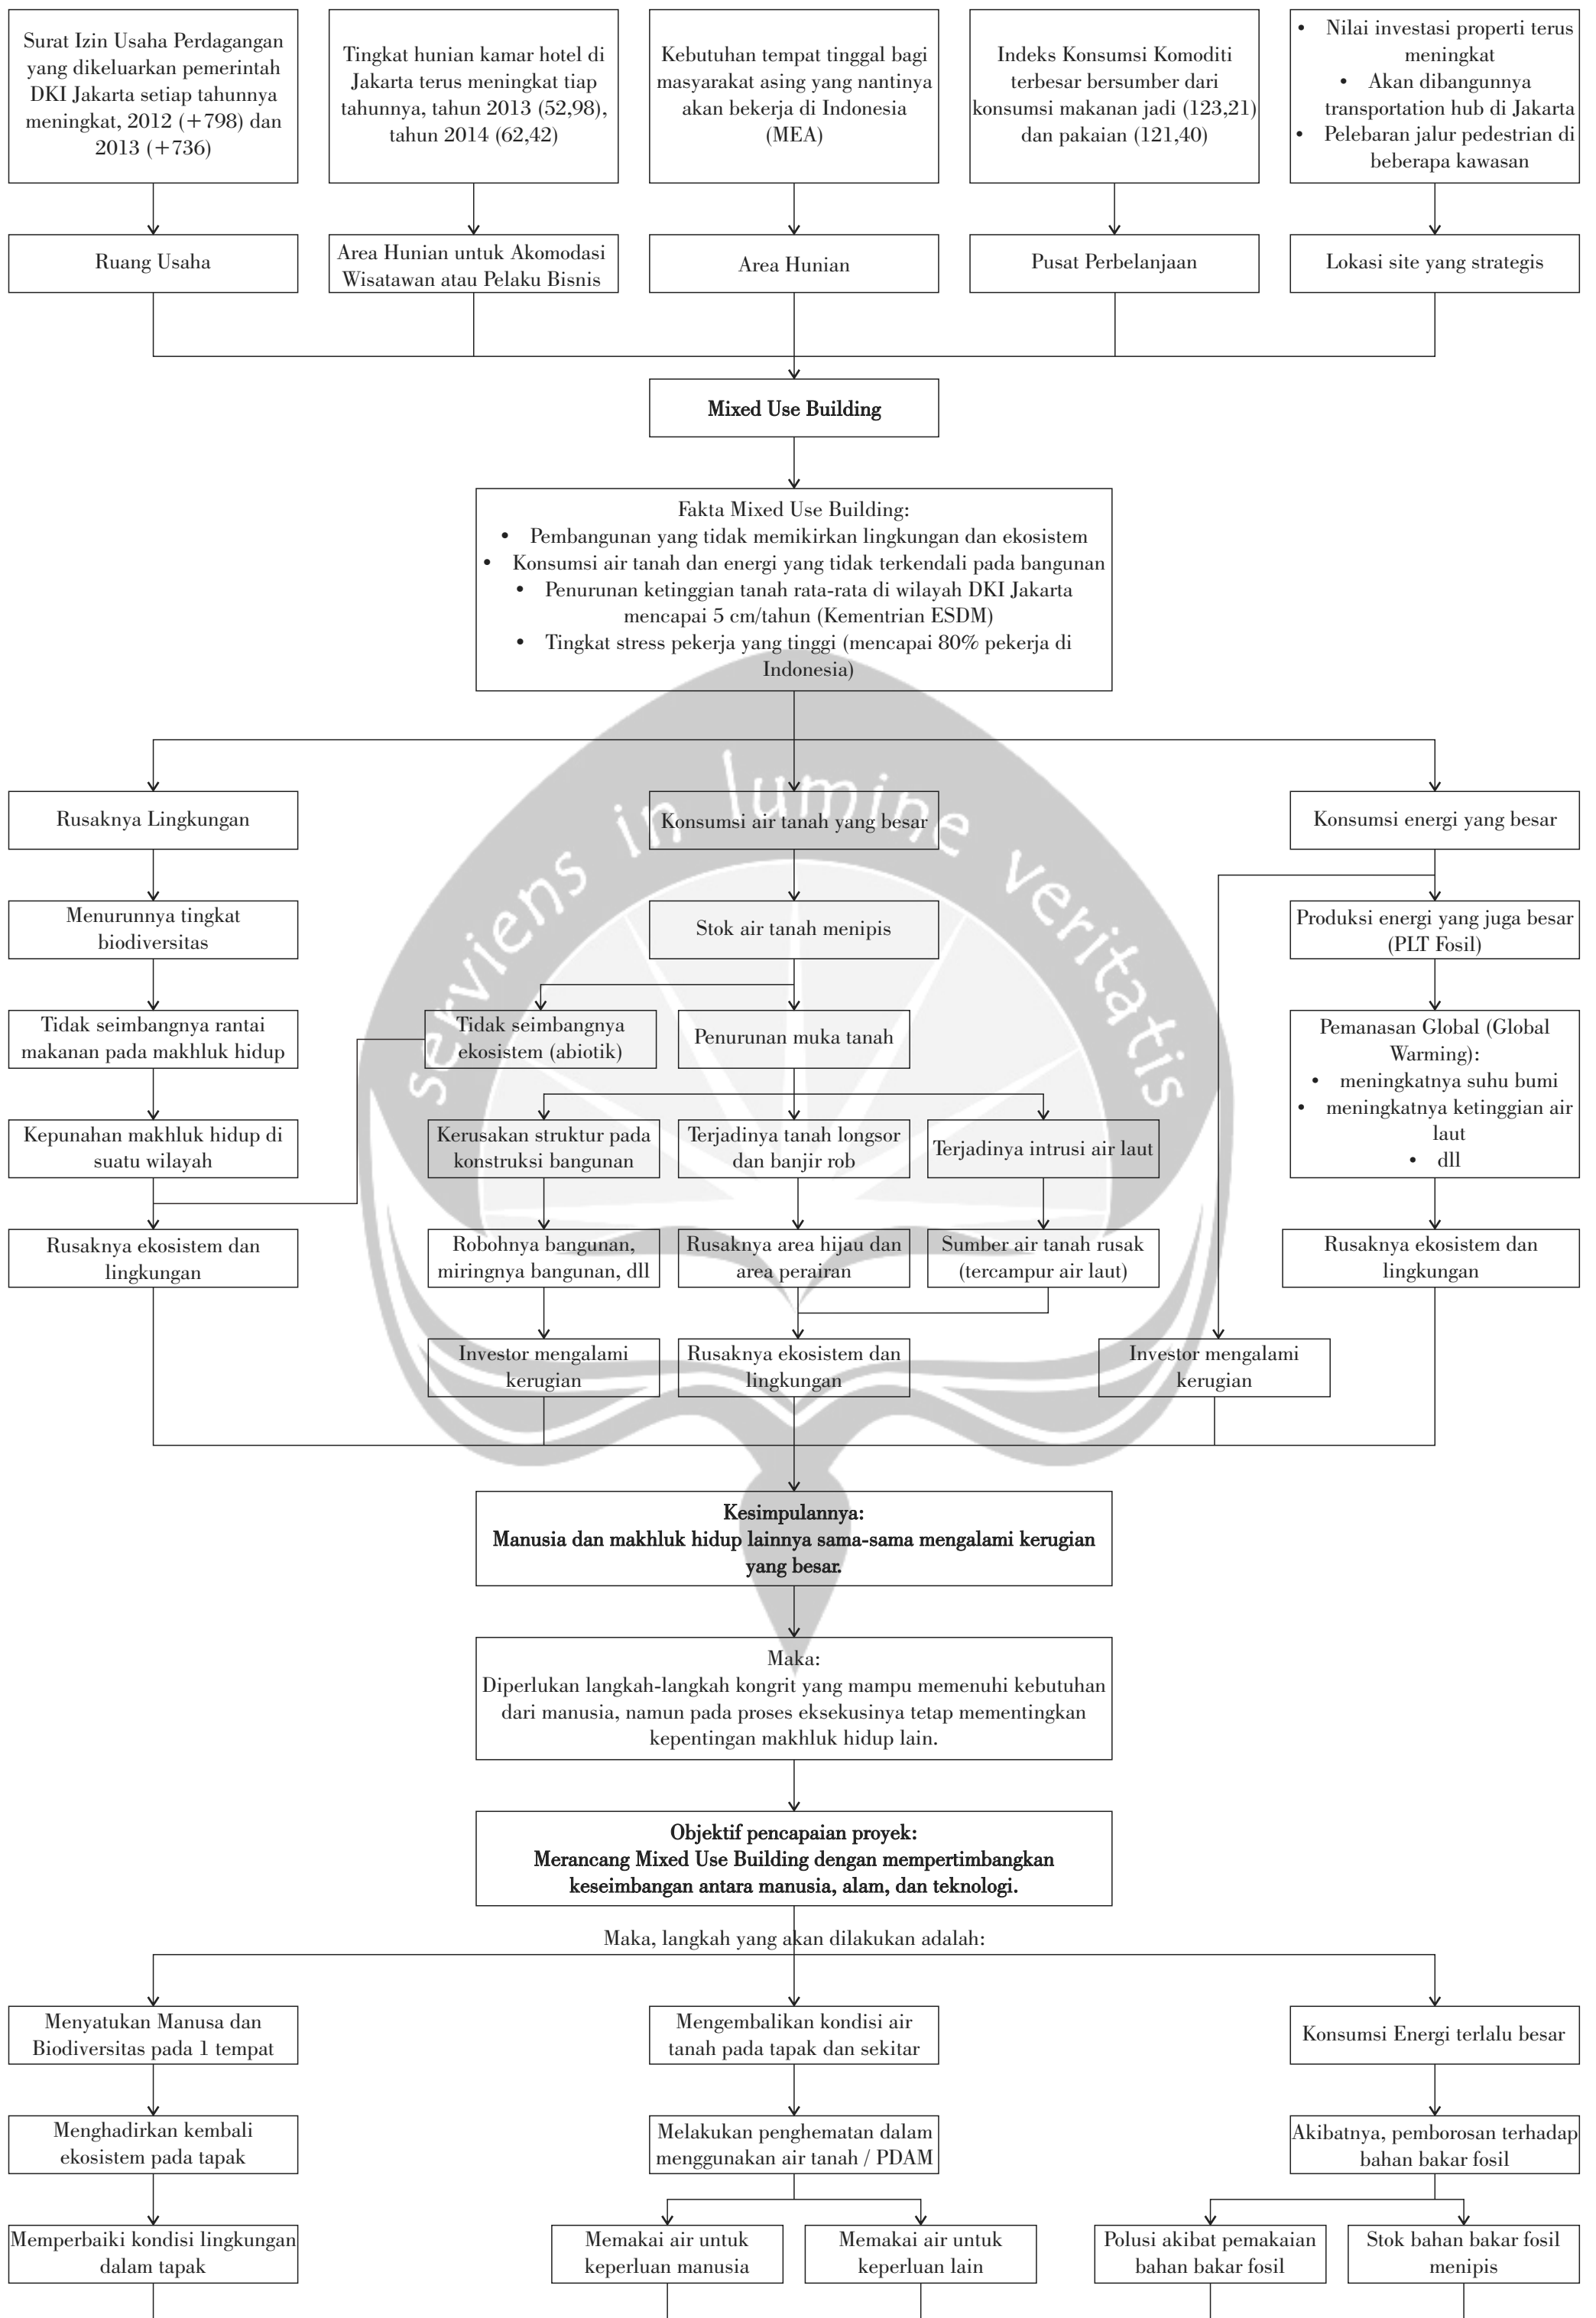 Surat Izin Usaha Perdagangan
yang dikeluarkan pemerintah
DKI Jakarta setiap tahunnya
meningkat, 2012 (+798) dan
2013 (+736)
Tingkat hunian kamar hotel di
Jakarta terus meningkat tiap
tahunnya, tahun 2013 (52,98),
tahun 2014 (62,42)
Kebutuhan tempat tinggal bagi
masyarakat asing yang nantinya
akan bekerja di Indonesia
(MEA)
Indeks Konsumsi Komoditi
terbesar bersumber dari
konsumsi makanan jadi (123,21)
dan pakaian (121,40)
• Nilai investasi properti terus
meningkat
• Akan dibangunnya
transportation hub di Jakarta
• Pelebaran jalur pedestrian di
beberapa kawasan
Ruang Usaha
Area Hunian untuk Akomodasi
Wisatawan atau Pelaku Bisnis
Area Hunian
Pusat Perbelanjaan
Lokasi site yang strategis
Mixed Use Building
Fakta Mixed Use Building:
• Pembangunan yang tidak memikirkan lingkungan dan ekosistem
• Konsumsi air tanah dan energi yang tidak terkendali pada bangunan
• Penurunan ketinggian tanah rata-rata di wilayah DKI Jakarta
mencapai 5 cm/tahun (Kementrian ESDM)
• Tingkat stress pekerja yang tinggi (mencapai 80% pekerja di
Indonesia)
serviens in lumine veritatis
Rusaknya Lingkungan
Konsumsi air tanah yang besar
Konsumsi energi yang besar
Menurunnya tingkat
biodiversitas
Stok air tanah menipis
Produksi energi yang juga besar
(PLT Fosil)
Tidak seimbangnya rantai
makanan pada makhluk hidup
Tidak seimbangnya
ekosistem (abiotik)
Penurunan muka tanah
Pemanasan Global (Global
Warming):
• meningkatnya suhu bumi
• meningkatnya ketinggian air
laut
• dll
Kepunahan makhluk hidup di
suatu wilayah
Kerusakan struktur pada
konstruksi bangunan
Terjadinya tanah longsor
dan banjir rob
Terjadinya intrusi air laut
Rusaknya ekosistem dan
lingkungan
Robohnya bangunan,
miringnya bangunan, dll
Rusaknya area hijau dan
area perairan
Sumber air tanah rusak
(tercampur air laut)
Rusaknya ekosistem dan
lingkungan
Investor mengalami
kerugian
Rusaknya ekosistem dan
lingkungan
Investor mengalami
kerugian
Kesimpulannya:
Manusia dan makhluk hidup lainnya sama-sama mengalami kerugian
yang besar.
Maka:
Diperlukan langkah-langkah kongrit yang mampu memenuhi kebutuhan
dari manusia, namun pada proses eksekusinya tetap mementingkan
kepentingan makhluk hidup lain.
Objektif pencapaian proyek:
Merancang Mixed Use Building dengan mempertimbangkan
keseimbangan antara manusia, alam, dan teknologi.
Maka, langkah yang akan dilakukan adalah:
Menyatukan Manusa dan
Biodiversitas pada 1 tempat
Mengembalikan kondisi air
tanah pada tapak dan sekitar
Konsumsi Energi terlalu besar
Menghadirkan kembali
ekosistem pada tapak
Melakukan penghematan dalam
menggunakan air tanah / PDAM
Akibatnya, pemborosan terhadap
bahan bakar fosil
Memperbaiki kondisi lingkungan
dalam tapak
Memakai air untuk
keperluan manusia
Memakai air untuk
keperluan lain
Polusi akibat pemakaian
bahan bakar fosil
Stok bahan bakar fosil
menipis